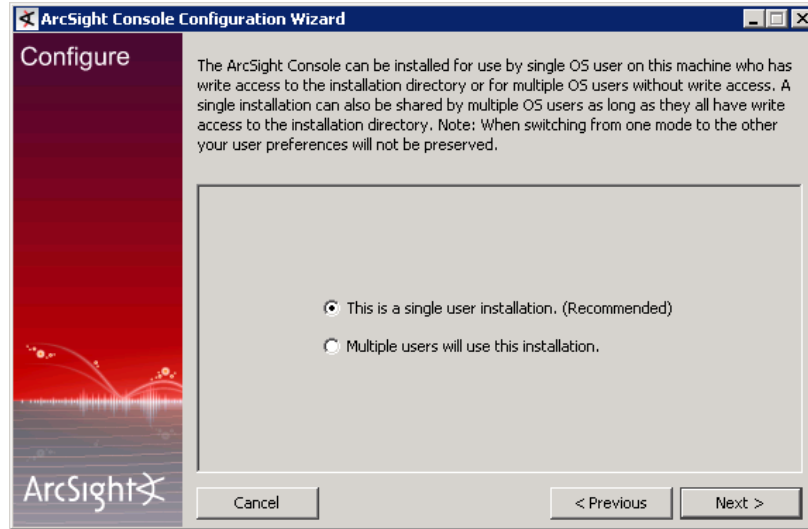 ArcSight Console Configuration Wizard
Configure
The ArcSight Console can be installed for use by single OS user on this machine who has
write access to the installation directory or for multiple OS users without write access. A
single installation can also be shared by multiple OS users as long as they all have write
access to the installation directory. Note: When switching from one mode to the other
your user preferences will not be preserved.
This is a single user installation. (Recommended)
Multiple users will use this installation.
ArcSight
Cancel
< Previous
Next >